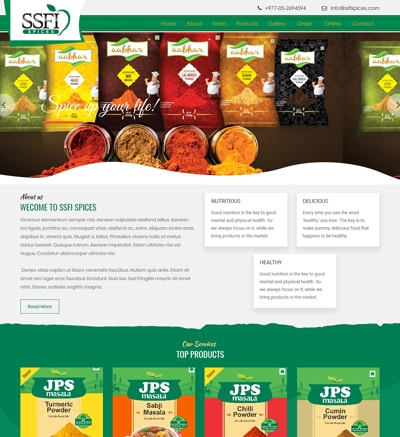 SSFI
SPICES
+977-05-2694594
info@ssfispices.com
Home About Team Products Gallery Order Online Contact
aabhar aabhar aabhar aabhar aabhar
Spice up your life!
About us
WECOME TO SSFI SPICES
Vivamus elementum semper nisi. Aenean vulputate eleifend tellus. Aenean
leo ligula, porttitor eu, consequat vitae, eleifend ac, enim. Aliquam lorem ante,
dapibus in, viverra quis, feugiat a, tellus. Phasellus viverra nulla ut metus
varius laoreet. Quisque rutrum. Aenean imperdiet. Etiam ultricies nisi vel
augue. Curabitur ullamcorper ultricies nisi
Donec vitae sapien ut libero venenatis faucibus. Nullam quis ante. Etiam
sit amet orci eget eros faucibus tincidunt. Duis leo. Sed fringilla mauris sit amet
nibh. Donec sodales sagittis magna.
Read More
NUTRITIOUS
Good nutrition is the key to good
mental and physical health. So
we always focus on it, while we
bring products in the market
DELICIOUS
Every time you use the word
'healthy,' you lose. The key is to
make yummy, delicious food that
happens to be healthy
HEALTHY
Good nutrition is the key to good
mental and physical health. So
we always focus on it, while we
bring products in the market
Our Services
TOP PRODUCTS
JPS
masala
Turmeric
Powder
JPS
masala
Sabji
Masala
JPS
masala
Chilli
Powder
JPS
masala
Cumin
Powder